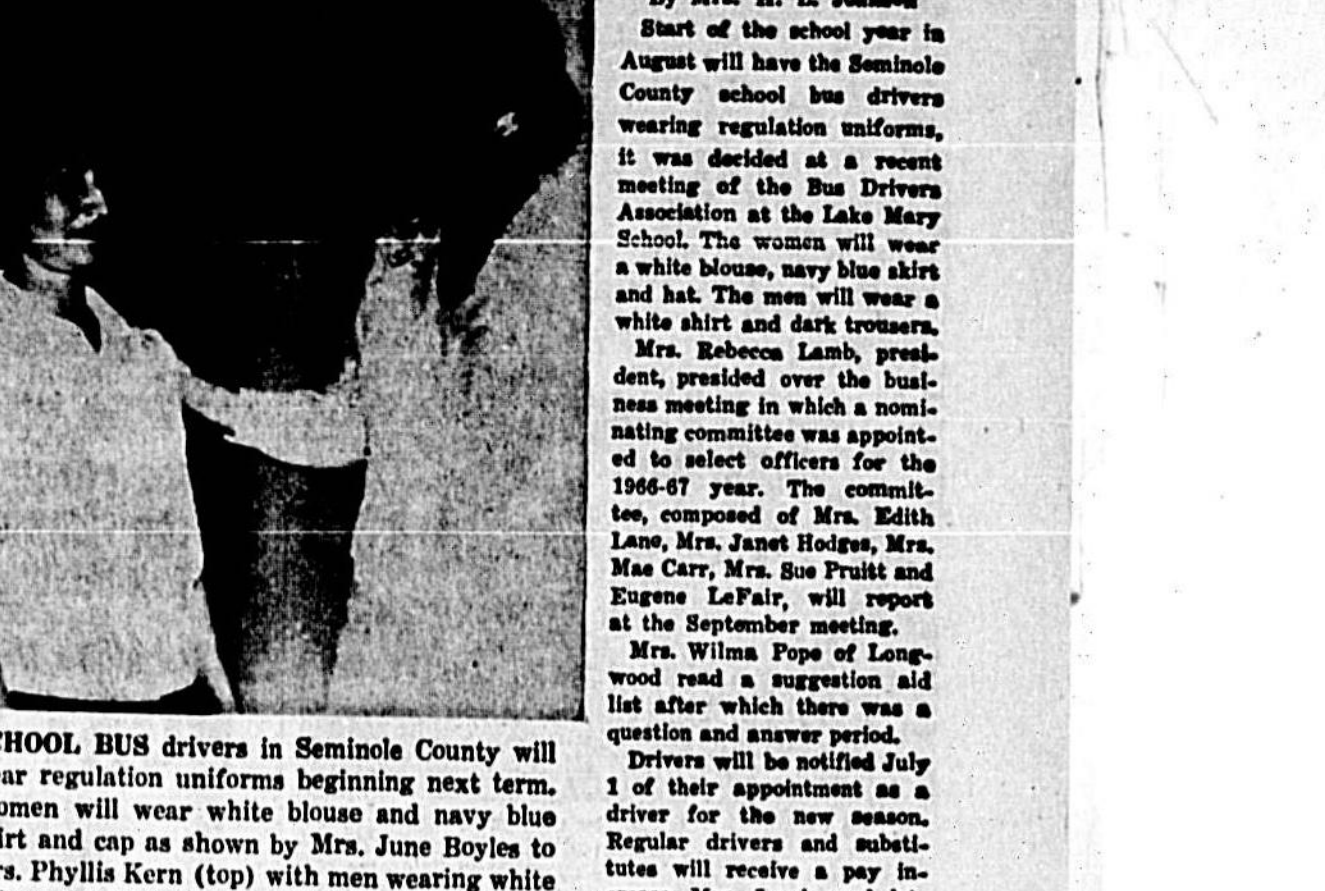 By Mrs. H. L. Johnson
Start of the school year in
August will have the Seminole
County school bus drivers
wearing regulation uniforms,
it was decided at a recent
meeting of the Bus Drivers
Association at the Lake Mary
School. The women will wear
a white blouse, navy blue skirt
and hat. The men will wear a
white shirt and dark trousers.
Mrs. Rebecca Lamb, presi-
dent, presided over the busi-
ness meeting in which a nomi-
nating committee was appoint-
ed to select officers for the
1966-67 year. The commit-
tee, composed of Mrs. Edith
Lane, Mrs. Janet Hodges, Mrs.
Mae Carr, Mrs. Sue Pruitt and
Eugene LeFair, will report
at the September meeting.
Mrs. Wilma Pope of Long-
wood read a suggestion aid
list after which there was a
question and answer period.
Drivers will be notified July
1 of their appointment as a
driver for the new season.
Regular drivers and substi-
tutes will receive a pay in-
CHOOL BUS drivers in Seminole County will
ar regulation uniforms beginning next term.
omen will wear white blouse and navy blue
irt and cap as shown by Mrs. June Boyles to
rs. Phyllis Kern (top) with men wearing white